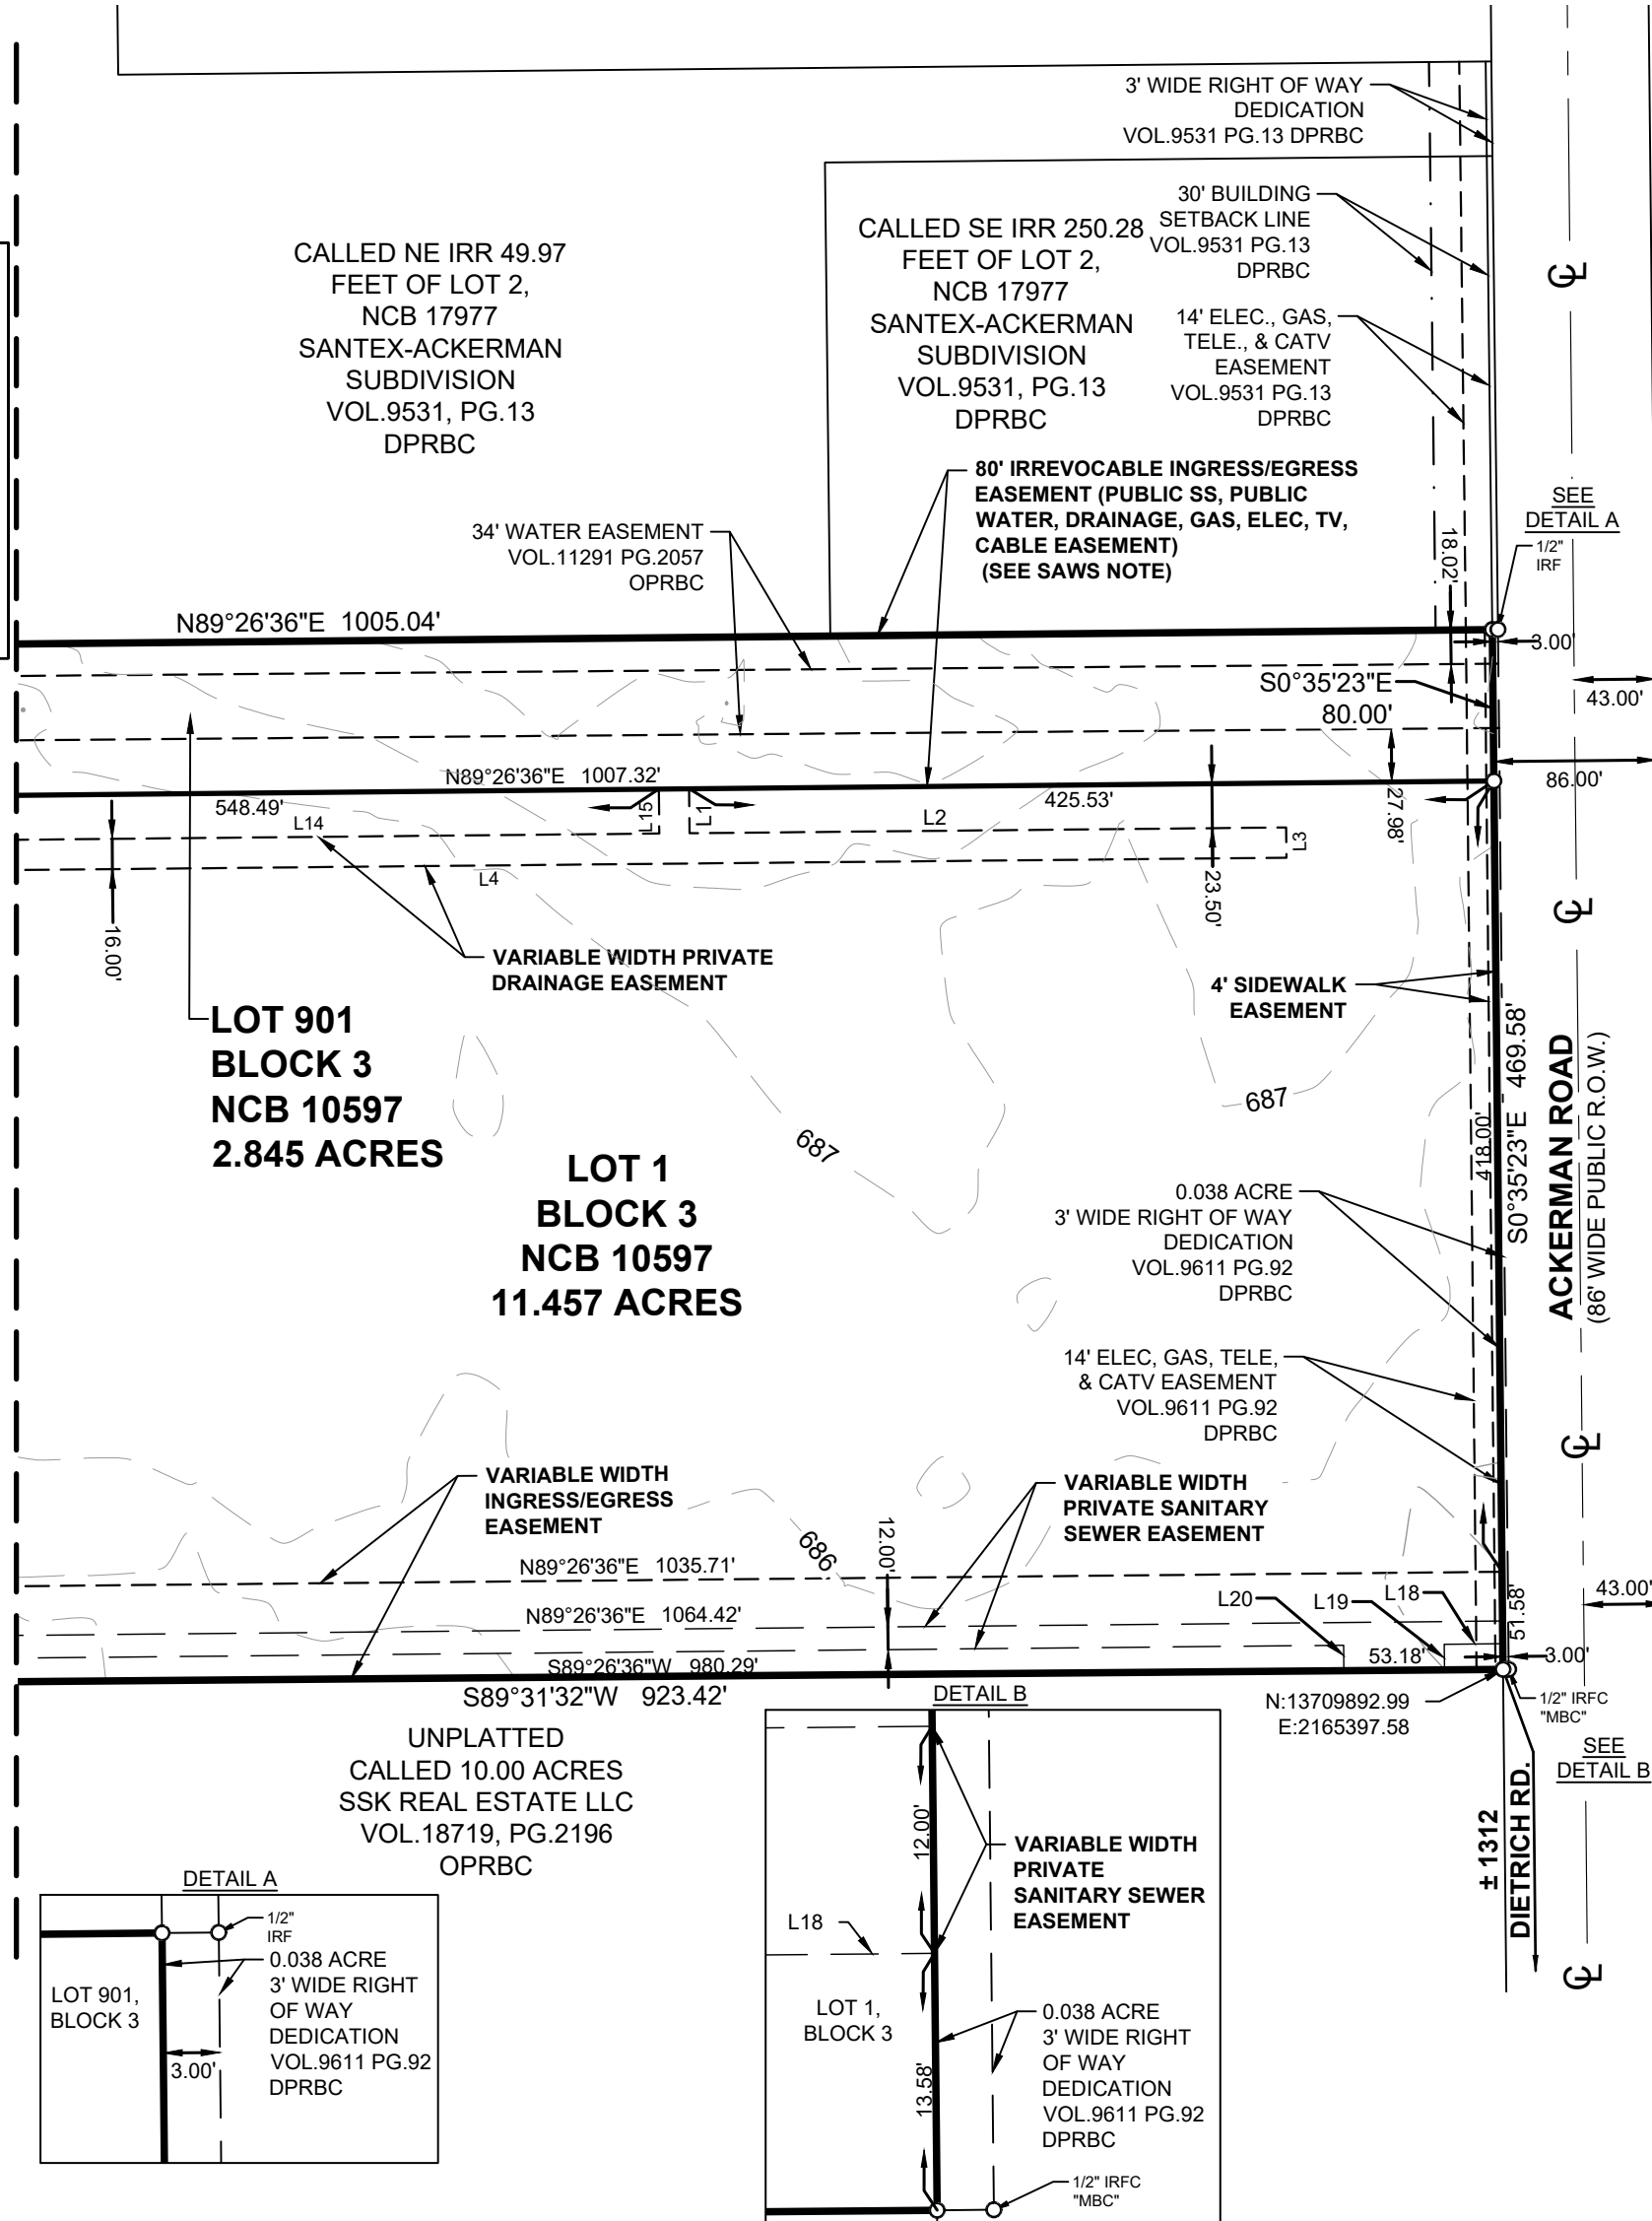 3' WIDE RIGHT OF WAY
DEDICATION
VOL.9531 PG.13 DPRBC
30' BUILDING
SETBACK LINE
VOL.9531 PG.13
DPRBC
CALLED NE IRR 49.97
FEET OF LOT 2,
NCB 17977
SANTEX-ACKERMAN
SUBDIVISION
VOL.9531, PG.13
DPRBC
CALLED SE IRR 250.28
FEET OF LOT 2,
NCB 17977
SANTEX-ACKERMAN
SUBDIVISION
VOL.9531, PG.13
DPRBC
14' ELEC., GAS,
TELE., & CATV
EASEMENT
VOL.9531 PG.13
DPRBC
80' IRREVOCABLE INGRESS/EGRESS
EASEMENT (PUBLIC SS, PUBLIC
WATER, DRAINAGE, GAS, ELEC, TV,
CABLE EASEMENT)
(SEE SAWS NOTE)
34' WATER EASEMENT
VOL.11291 PG.2057
OPRBC
SEE
DETAIL A
1/2"
IRF
18.02'
N89°26'36"E 1005.04'
3.00'
S0°35'23"E
80.00'
43.00'
86.00'
N89°26'36"E 1007.32'
548.49'
L15
L1
425.53'
27.98'
L14
L2
L3
L4
16.00'
23.50'
VARIABLE WIDTH PRIVATE
DRAINAGE EASEMENT
4' SIDEWALK
EASEMENT
LOT 901
BLOCK 3
NCB 10597
2.845 ACRES
687
687
LOT 1
BLOCK 3
NCB 10597
11.457 ACRES
418.00'
S0°35'23"E 469.58'
ACKERMAN ROAD
(86' WIDE PUBLIC R.O.W.)
0.038 ACRE
3' WIDE RIGHT OF WAY
DEDICATION
VOL.9611 PG.92
DPRBC
14' ELEC, GAS, TELE,
& CATV EASEMENT
VOL.9611 PG.92
DPRBC
VARIABLE WIDTH
INGRESS/EGRESS
EASEMENT
VARIABLE WIDTH
PRIVATE SANITARY
SEWER EASEMENT
686
12.00'
N89°26'36"E 1035.71'
N89°26'36"E 1064.42'
L20
L19
L18
51.58'
43.00'
53.18'
3.00'
S89°26'36"W 980.29'
S89°31'32"W 923.42'
N:13709892.99
E:2165397.58
1/2" IRFC
"MBC"
SEE
DETAIL B
UNPLATTED
CALLED 10.00 ACRES
SSK REAL ESTATE LLC
VOL.18719, PG.2196
OPRBC
± 1312
DIETRICH RD.
DETAIL A
1/2"
IRF
0.038 ACRE
3' WIDE RIGHT
OF WAY
DEDICATION
VOL.9611 PG.92
DPRBC
LOT 901,
BLOCK 3
3.00'
DETAIL B
12.00'
VARIABLE WIDTH
PRIVATE
SANITARY SEWER
EASEMENT
L18
LOT 1,
BLOCK 3
13.58'
0.038 ACRE
3' WIDE RIGHT
OF WAY
DEDICATION
VOL.9611 PG.92
DPRBC
1/2" IRFC
"MBC"